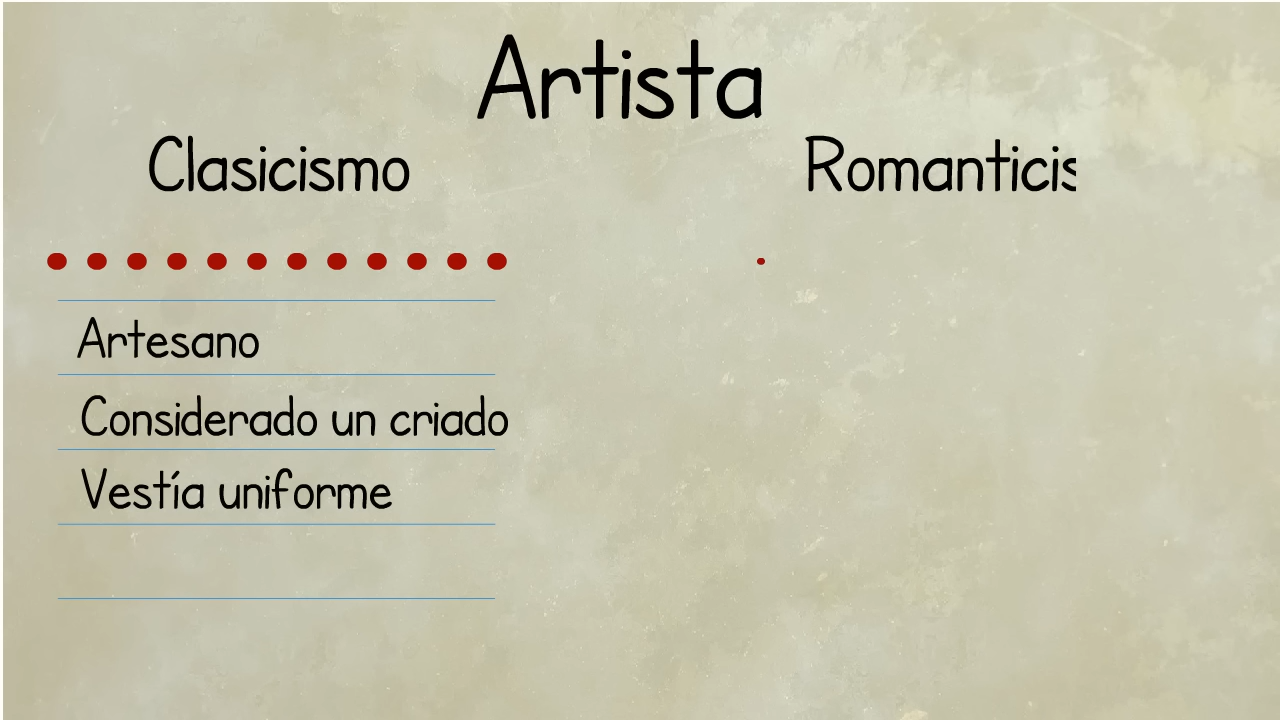 Artista
Clasicismo
Romanticis
Artesano
Considerado un criado
Vestía uniforme